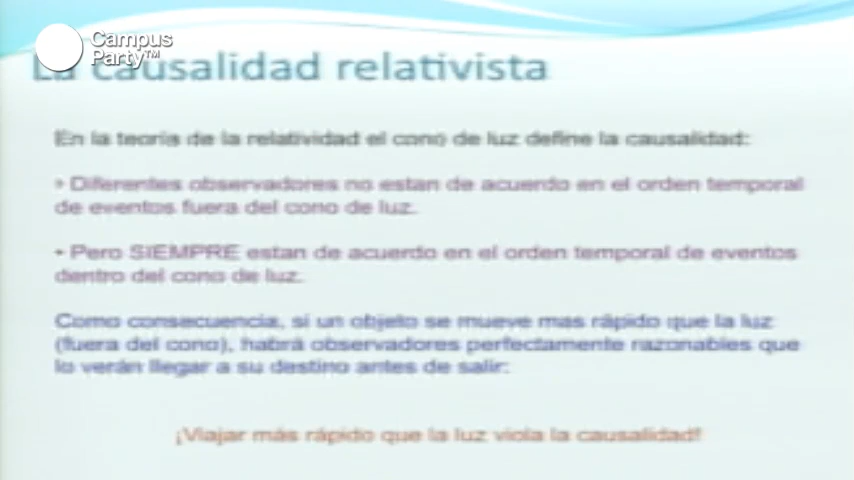 Campus
Party™
La causalidad relativista
En la teoría de la relatividad el cono de luz define la causalidad:
• Diferentes observadores no estan de acuerdo en el orden temporal
de eventos fuera del cono de luz.
• Pero SIEMPRE estan de acuerdo en el orden temporal de eventos
dentro del cono de luz.
Como consecuencia, si un objeto se mueve mas rápido que la luz
(fuera del cono), habrá observadores perfectamente razonables que
lo verán llegar a su destino antes de salir:
¡Viajar más rápido que la luz viola la causalidad!